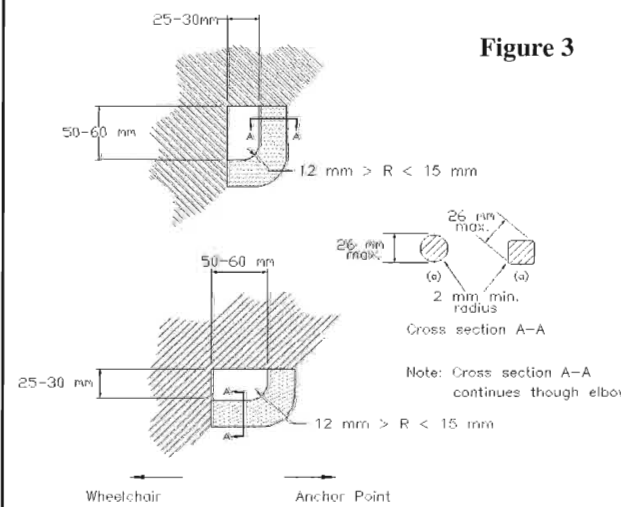 25-30mm
Figure 3
50-60 mm
A A
12 mm > R < 15 mm
26 mm
max.
26 mm
max.
(a) (a)
2 mm min.
radius
Cross section A-A
50-60 mm
25-30 mm
A
A
Note: Cross section A-A
continues though elbow
12 mm > R < 15 mm
Wheelchair Anchor Point